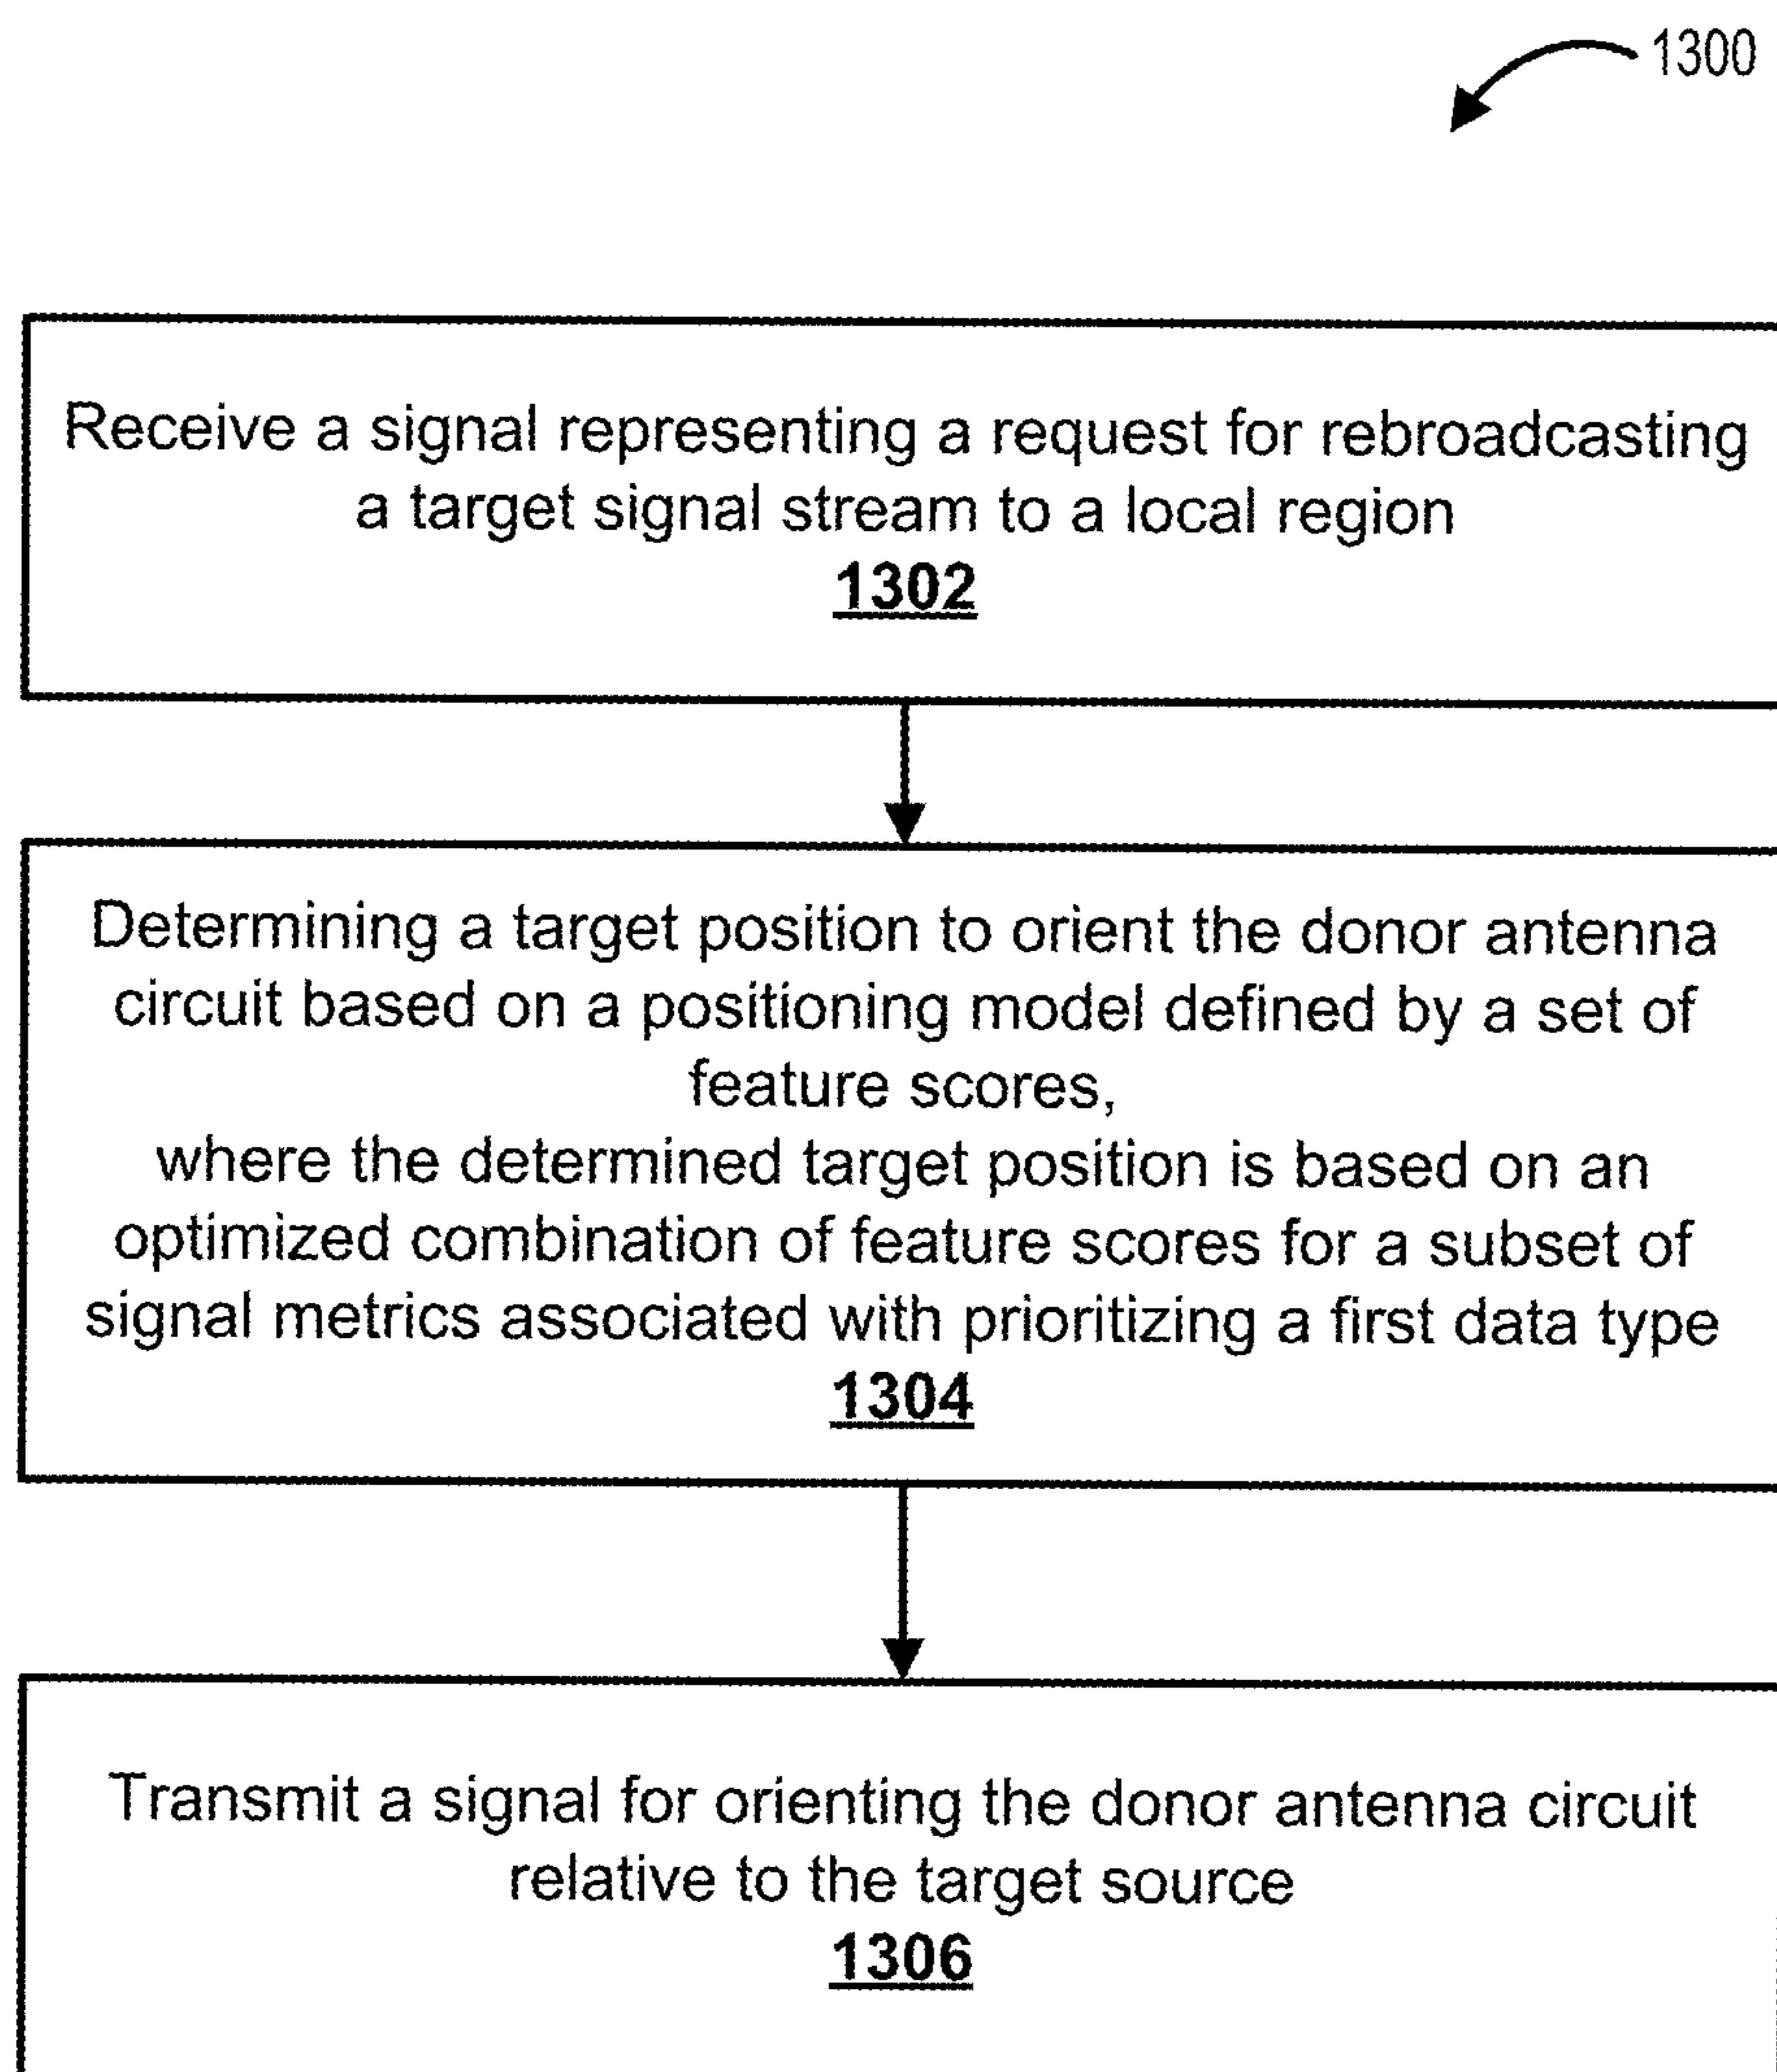 1300
Receive a signal representing a request for rebroadcasting
a target signal stream to a local region
1302
Determining a target position to orient the donor antenna
circuit based on a positioning model defined by a set of
feature scores,
where the determined target position is based on an
optimized combination of feature scores for a subset of
signal metrics associated with prioritizing a first data type
1304
Transmit a signal for orienting the donor antenna circuit
relative to the target source
1306